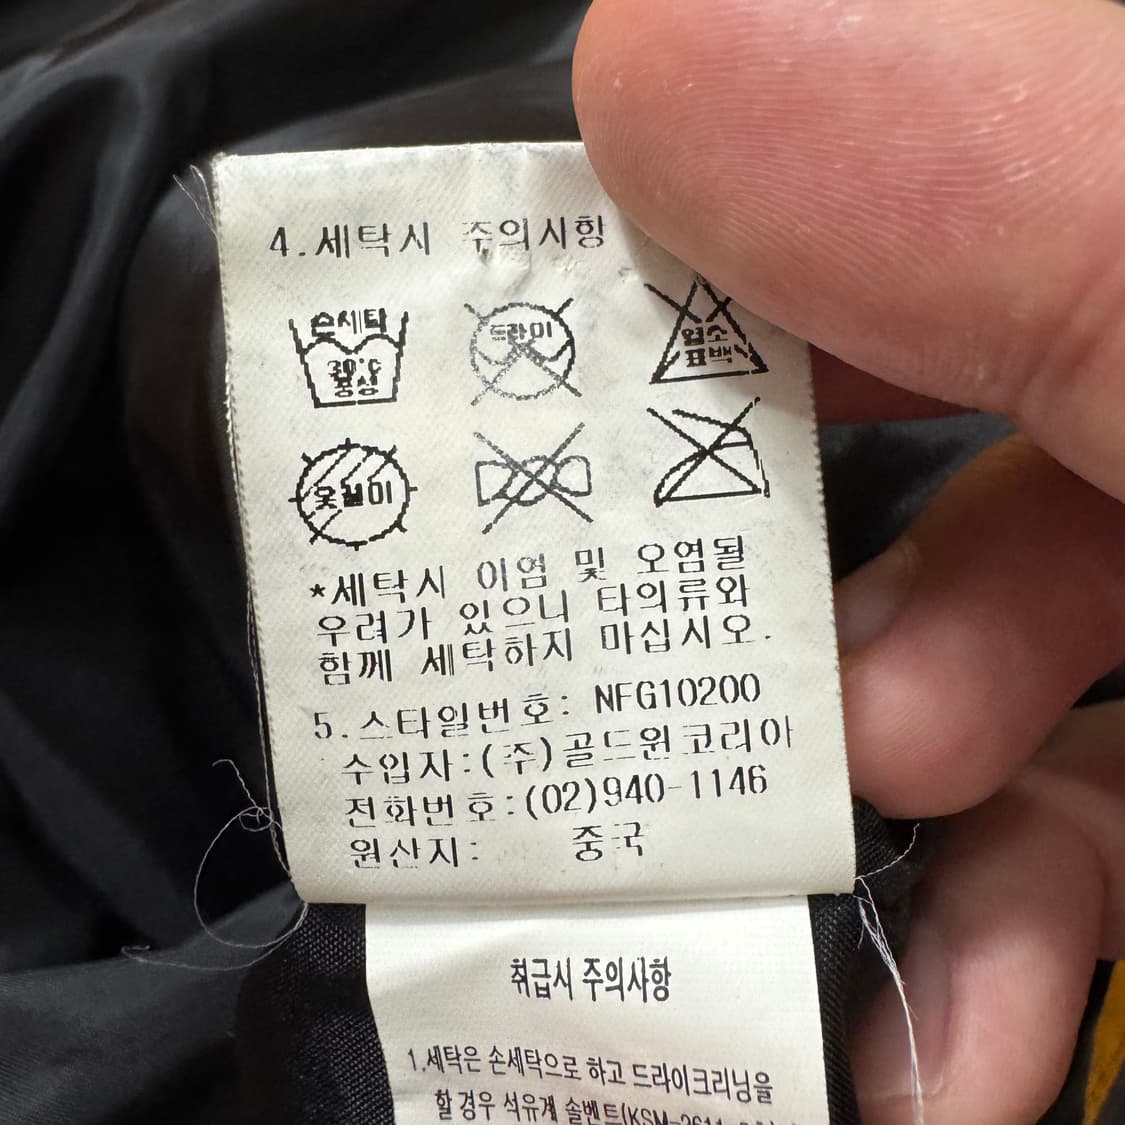 4.세탁시 주의사항
손세탁
30℃
중성
드라이
염소
표백
옷걸이
*세탁시 이염 및 오염될
우려가 있으니 타의류와
함께 세탁하지 마십시오.
5.스타일번호: NFG10200
수입자:(주)골드윈코리아
전화번호:(02)940-1146
원산지: 중국
취급시 주의사항
1.세탁은 손세탁으로 하고 드라이크리닝을
할 경우 석유계 솔벤트(KSM-2611